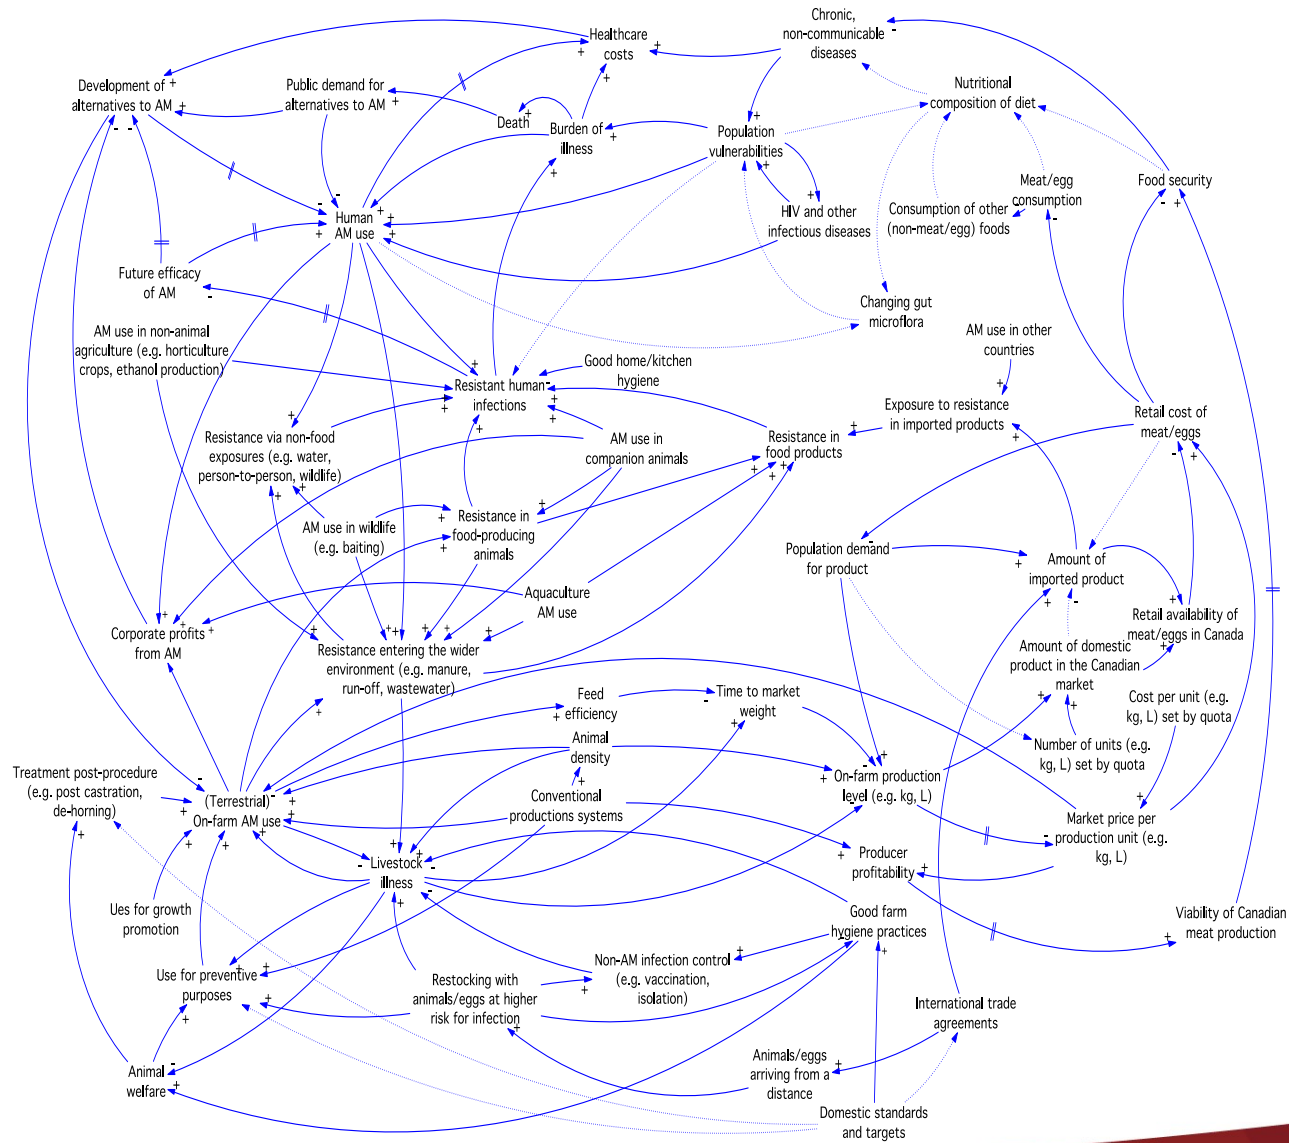 Chronic,
non-communicable
diseases
Healthcare
costs
Development of
alternatives to AM
Public demand for
alternatives to AM
Nutritional
composition of diet
Death
Burden of
illness
Population
vulnerabilities
Meat/egg
consumption
Food security
Human
AM use
HIV and other
infectious diseases
Consumption of other
(non-meat/egg) foods
Future efficacy
of AM
Changing gut
microflora
AM use in non-animal
agriculture (e.g. horticulture
crops, ethanol production)
AM use in other
countries
Good home/kitchen
hygiene
Resistant human
infections
Exposure to resistance
in imported products
Retail cost of
meat/eggs
Resistance via non-food
exposures (e.g. water,
person-to-person, wildlife)
AM use in
companion animals
Resistance in
food products
AM use in wildlife
(e.g. baiting)
Resistance in
food-producing
animals
Population demand
for product
Amount of
imported product
Aquaculture
AM use
Retail availability of
meat/eggs in Canada
Corporate profits
from AM
Resistance entering the wider
environment (e.g. manure,
run-off, wastewater)
Amount of domestic
product in the Canadian
market
Feed
efficiency
Time to market
weight
Cost per unit (e.g.
kg, L) set by quota
Animal
density
Number of units (e.g.
kg, L) set by quota
Treatment post-procedure
(e.g. post castration,
de-horning)
(Terrestrial)
On-farm AM use
Conventional
productions systems
On-farm production
level (e.g. kg, L)
Market price per
production unit (e.g.
kg, L)
Livestock
illness
Producer
profitability
Ues for growth
promotion
Good farm
hygiene practices
Viability of Canadian
meat production
Use for preventive
purposes
Restocking with
animals/eggs at higher
risk for infection
Non-AM infection control
(e.g. vaccination,
isolation)
International trade
agreements
Animal
welfare
Animals/eggs
arriving from a
distance
Domestic standards
and targets